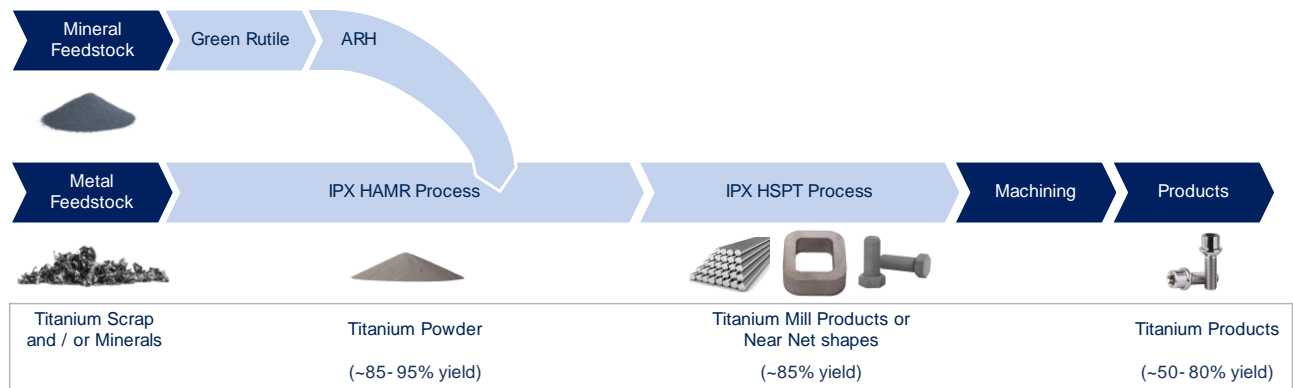 Mineral
Feedstock
Green Rutile
ARH
Metal
Feedstock
IPX HAMR Process
IPX HSPT Process
Machining
Products
Titanium Scrap
and / or Minerals
Titanium Powder
(~85- 95% yield)
Titanium Mill Products or
Near Net shapes
(~85% yield)
Titanium Products
(~50- 80% yield)